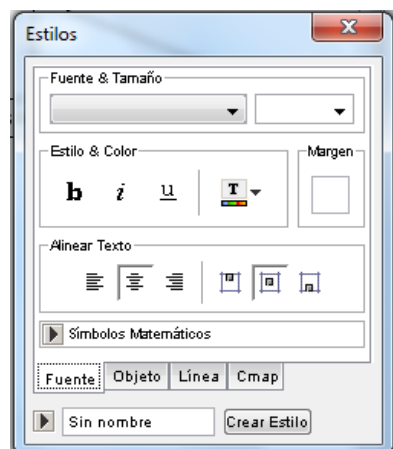 Estilos
Fuente & Tamaño
Estilo & Color Margen
b i u T
Alinear Texto
Símbolos Matemáticos
Fuente Objeto Línea Cmap
Sin nombre Crear Estilo